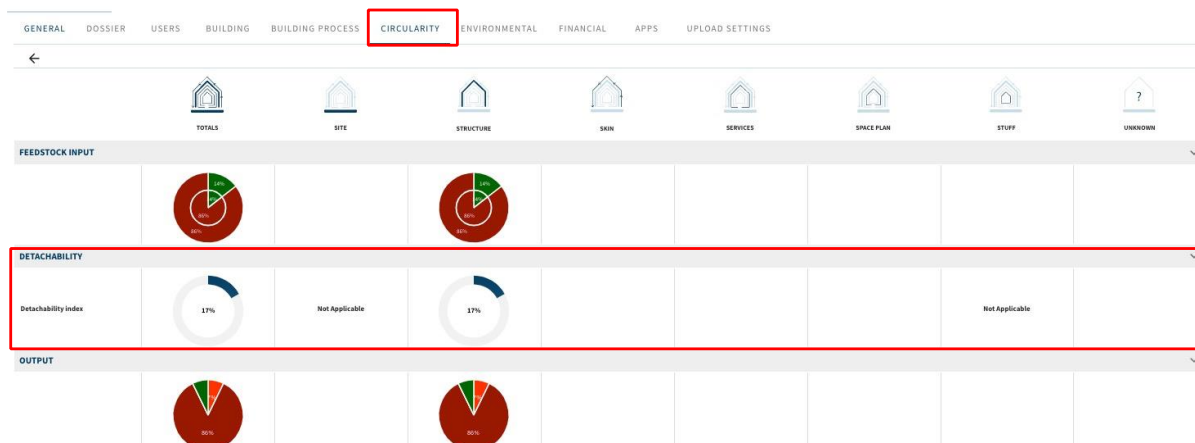 GENERAL DOSSIER USERS BUILDING BUILDING PROCESS CIRCULARITY ENVIRONMENTAL FINANCIAL APPS UPLOAD SETTINGS
?
TOTALS SITE STRUCTURE SKIN SERVICES SPACE PLAN STUFF UNKNOWN
FEEDSTOCK INPUT
14% 14%
86% 86%
86% 86%
DETACHABILITY
Detachability index 17% Not Applicable 17% Not Applicable
OUTPUT
86% 86%